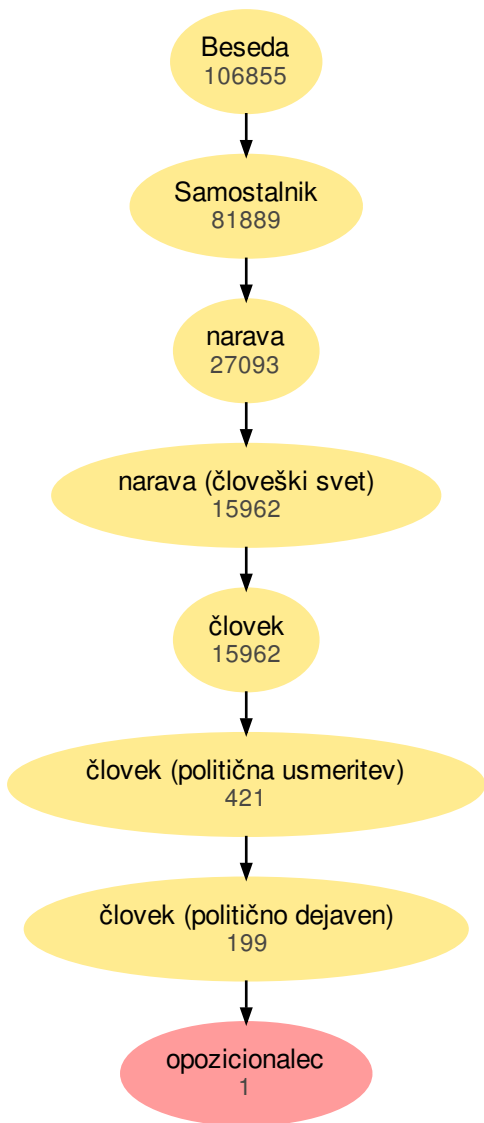 Beseda
106855
Samostalnik
81889
narava
27093
narava (človeški svet)
15962
človek
15962
človek (politična usmeritev)
421
človek (politično dejaven)
199
opozicionalec
1